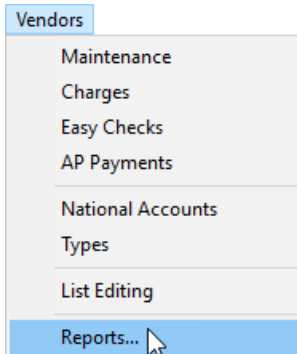 Vendors
Maintenance
Charges
Easy Checks
AP Payments
National Accounts
Types
List Editing
Reports...